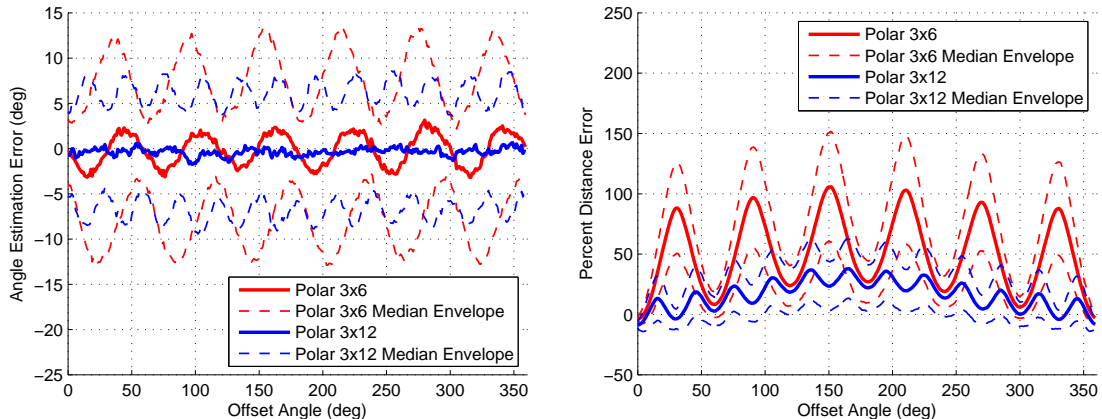 15
10
5
0
−5
−10
−15
−20
−25
Angle Estimation Error (deg)
0 50 100 150 200 250 300 350
Offset Angle (deg)
Polar 3x6
Polar 3x6 Median Envelope
Polar 3x12
Polar 3x12 Median Envelope
250
200
150
100
50
0
−50
Percent Distance Error
0 50 100 150 200 250 300 350
Offset Angle (deg)
Polar 3x6
Polar 3x6 Median Envelope
Polar 3x12
Polar 3x12 Median Envelope